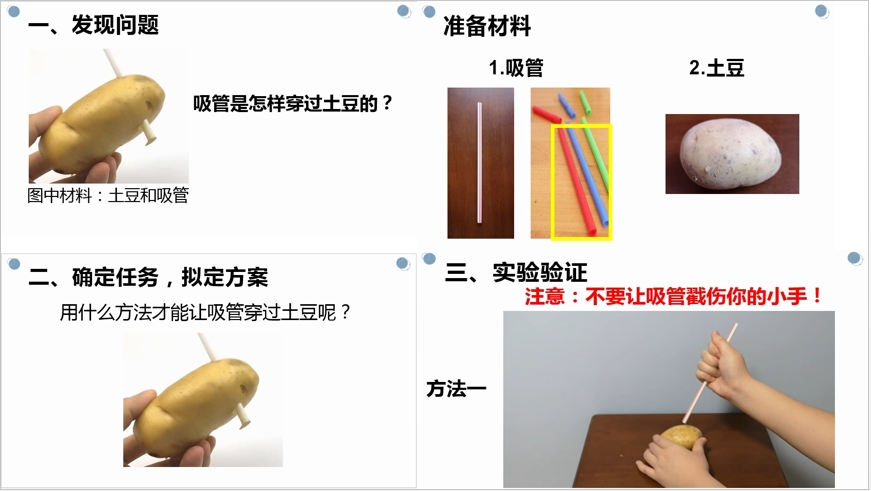 一、发现问题
吸管是怎样穿过土豆的？
图中材料：土豆和吸管
准备材料
1.吸管
2.土豆
二、确定任务，拟定方案
用什么方法才能让吸管穿过土豆呢？
三、实验验证
注意：不要让吸管戳伤你的小手！
方法一